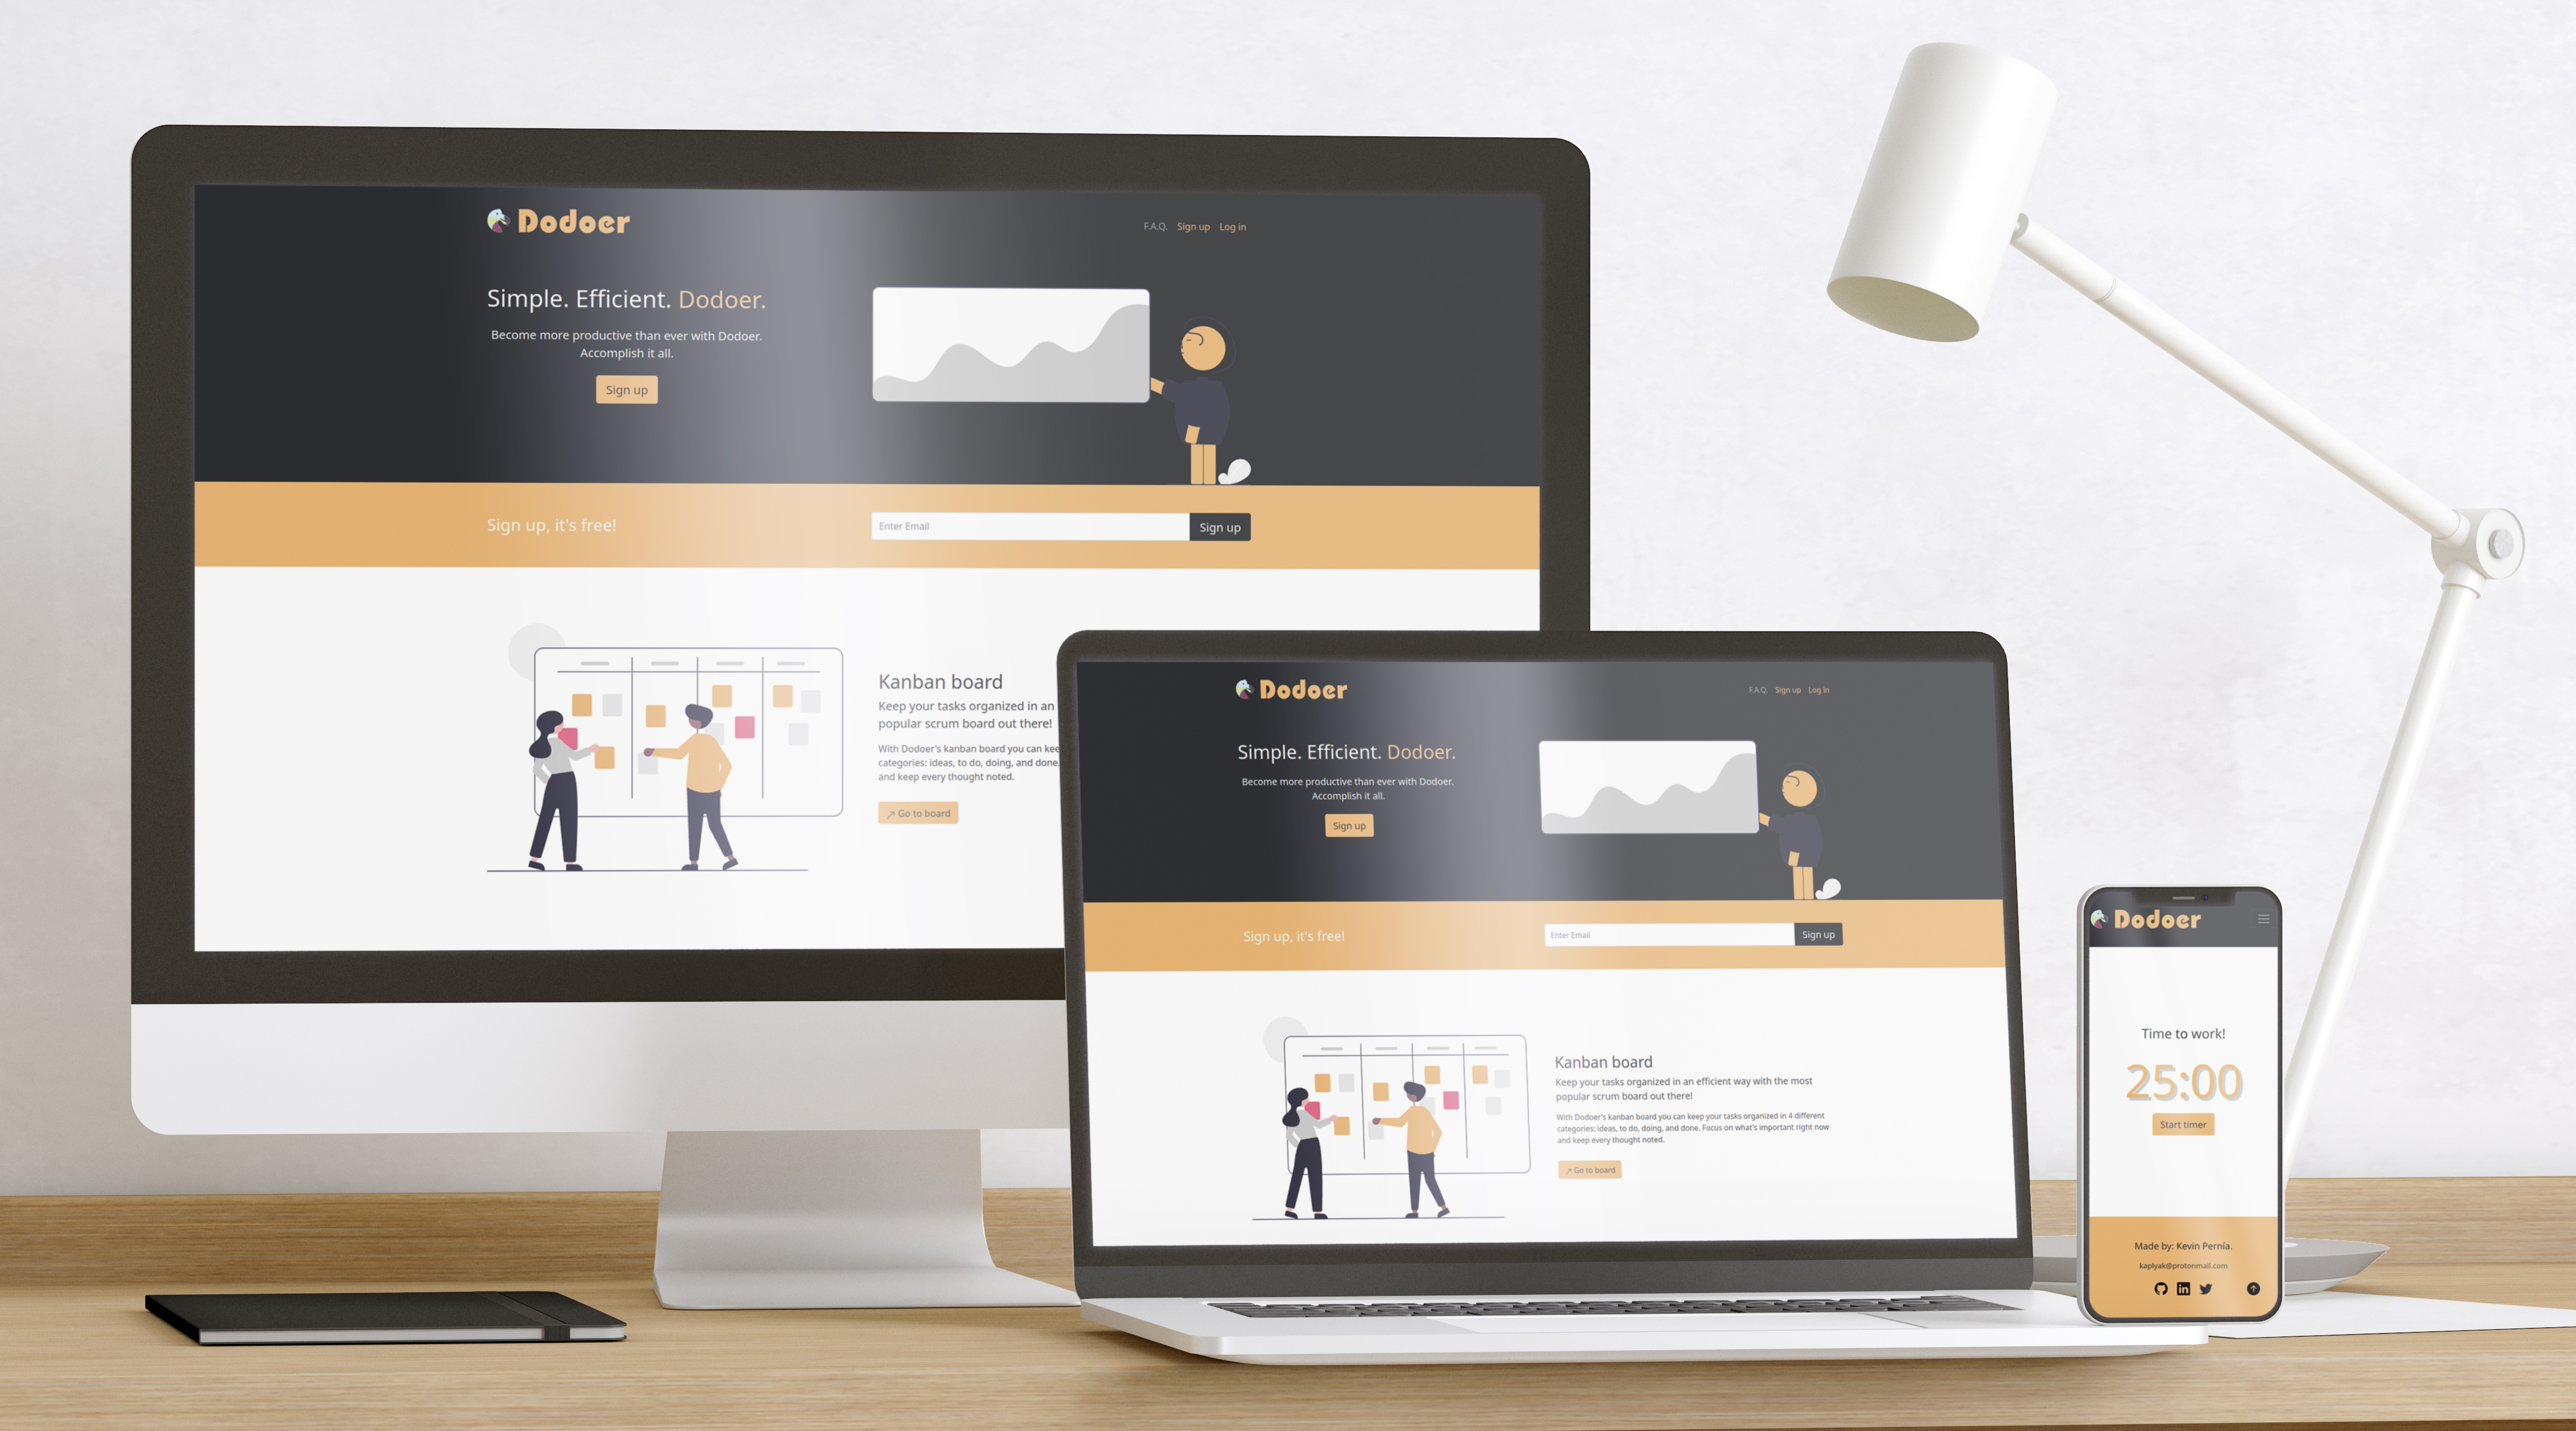 Dodoer
F.A.Q. Sign up Log in
Simple. Efficient. Dodoer.
Become more productive than ever with Dodoer.
Accomplish it all.
Sign up
Sign up, it's free!
Enter Email
Sign up
Kanban board
Keep your tasks organized in an
popular scrum board out there!
With Dodoer's kanban board you can kee
categories: ideas, to do, doing, and done.
and keep every thought noted.
Go to board
Dodoer
F.A.Q. Sign up Log in
Simple. Efficient. Dodoer.
Become more productive than ever with Dodoer.
Accomplish it all.
Sign up
Sign up, it's free!
Enter Email
Sign up
Kanban board
Keep your tasks organized in an efficient way with the most
popular scrum board out there!
With Dodoer's kanban board you can keep your tasks organized in 4 different
categories: ideas, to do, doing, and done. Focus on what's important right now
and keep every thought noted.
Go to board
Dodoer
Time to work!
25:00
Start timer
Made by: Kevin Pernía.
kaplyak@protonmail.com